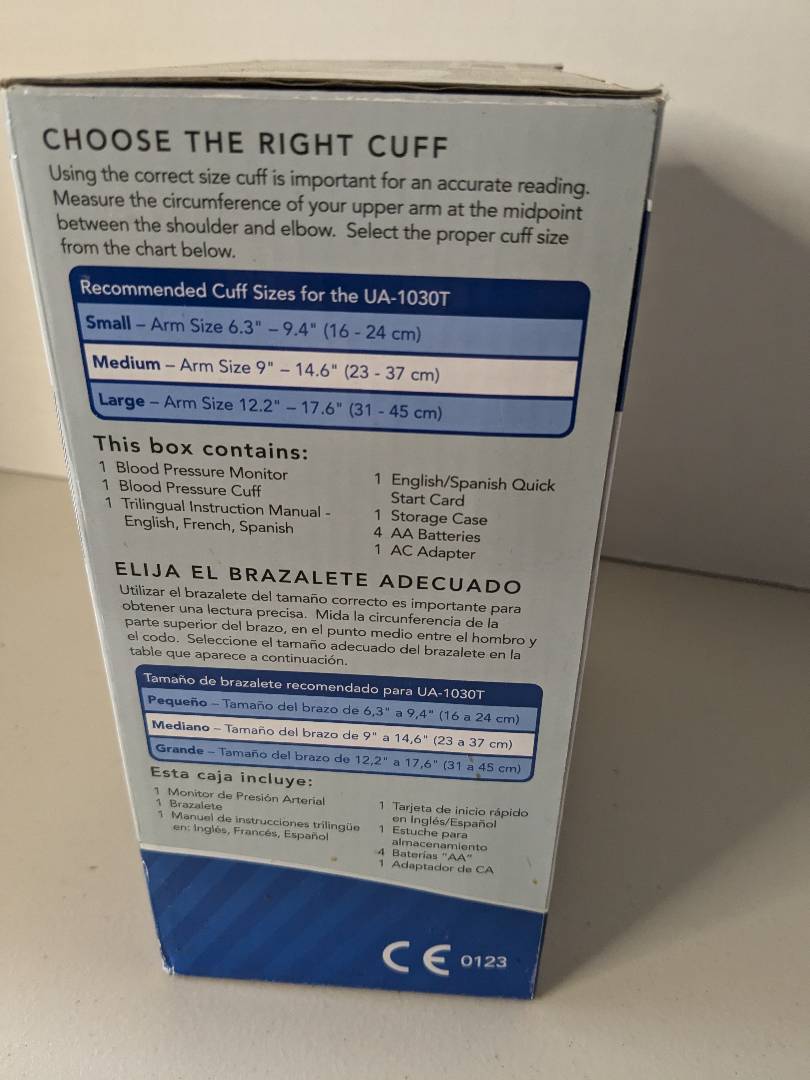 CHOOSE THE RIGHT CUFF
Using the correct size cuff is important for an accurate reading.
Measure the circumference of your upper arm at the midpoint
between the shoulder and elbow. Select the proper cuff size
from the chart below.
Recommended Cuff Sizes for the UA-1030T
Small – Arm Size 6.3" – 9.4" (16 - 24 cm)
Medium – Arm Size 9" – 14.6" (23 - 37 cm)
Large – Arm Size 12.2" – 17.6" (31 - 45 cm)
This box contains:
1 Blood Pressure Monitor
1 Blood Pressure Cuff
1 Trilingual Instruction Manual -
English, French, Spanish
1 English/Spanish Quick
Start Card
1 Storage Case
4 AA Batteries
1 AC Adapter
ELIJA EL BRAZALETE ADECUADO
Utilizar el brazalete del tamaño correcto es importante para
obtener una lectura precisa. Mida la circunferencia de la
parte superior del brazo, en el punto medio entre el hombro y
el codo. Seleccione el tamaño adecuado del brazalete en la
table que aparece a continuación.
Tamaño de brazalete recomendado para UA-1030T
Pequeño – Tamaño del brazo de 6,3" a 9,4" (16 a 24 cm)
Mediano – Tamaño del brazo de 9" a 14,6" (23 a 37 cm)
Grande – Tamaño del brazo de 12,2" a 17,6" (31 a 45 cm)
Esta caja incluye:
1 Monitor de Presión Arterial
1 Brazalete
1 Manuel de instrucciones trilingüe
en: Inglés, Francés, Español
1 Tarjeta de inicio rápido
en Inglés/Español
1 Estuche para
almacenamiento
4 Baterías "AA"
1 Adaptador de CA
CE 0123